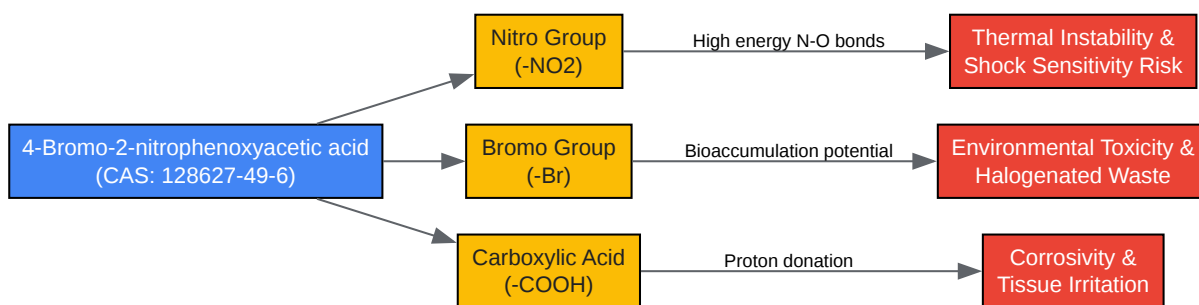 Nitro Group
(-NO2)
High energy N-O bonds
Thermal Instability &
Shock Sensitivity Risk
4-Bromo-2-nitrophenoxyacetic acid
(CAS: 128627-49-6)
Bromo Group
(-Br)
Bioaccumulation potential
Environmental Toxicity &
Halogenated Waste
Carboxylic Acid
(-COOH)
Proton donation
Corrosivity &
Tissue Irritation